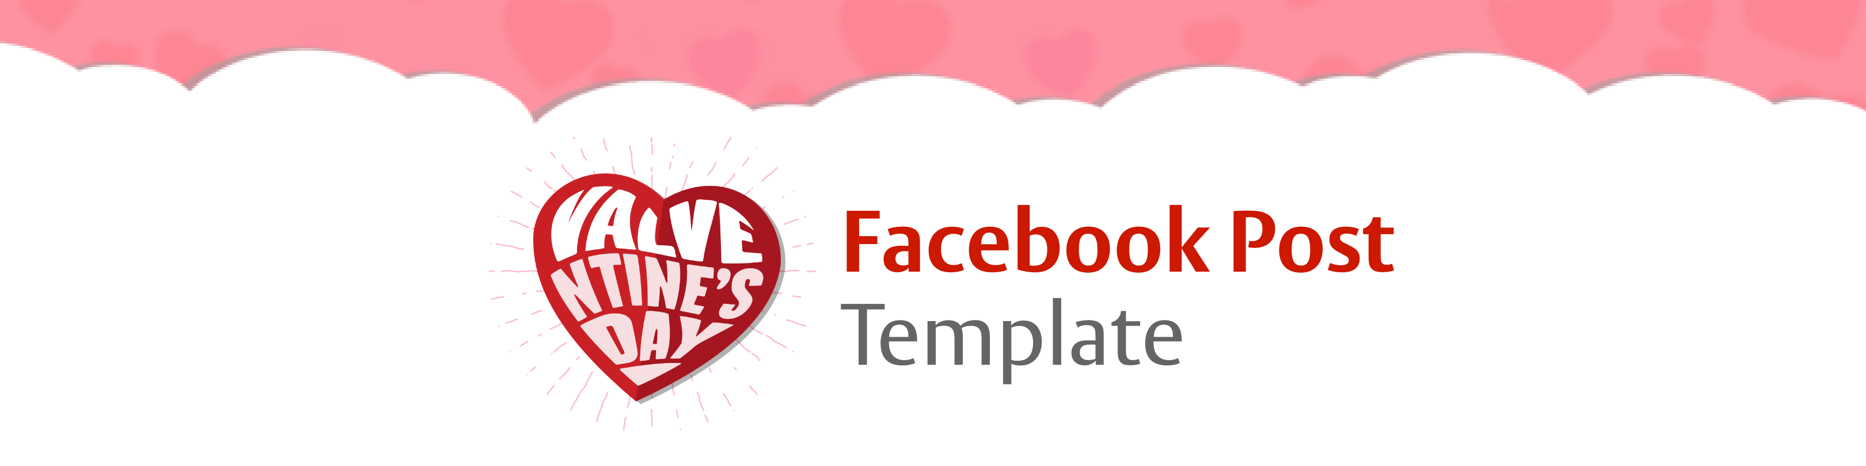 VALVE
NTINE'S
DAY
Facebook Post
Template